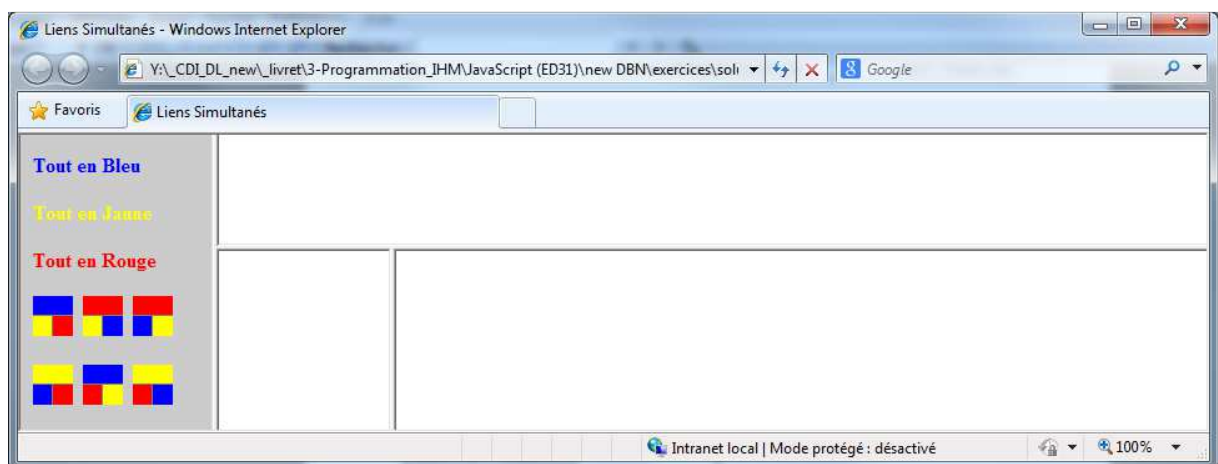 Liens Simultanés - Windows Internet Explorer
Y:\_CDI_DL_new\_livret\3-Programmation_IHM\JavaScript (ED31)\new DBN\exercices\solu
Google
Favoris
Liens Simultanés
Tout en Bleu
Tout en Jaune
Tout en Rouge
Intranet local | Mode protégé : désactivé
100%